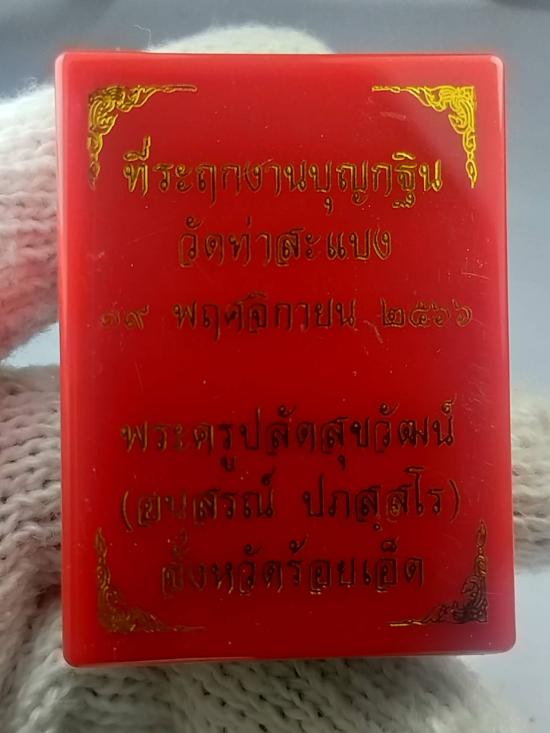 ที่ระฤกงานบุญกฐิน
วัดท่าสะแบง
๑๙ พฤศจิกายน ๒๕๖๖
พระครูปลัดสุขวัฒน์
(อนุสรณ์ ปภสฺสโร)
จังหวัดร้อยเอ็ด